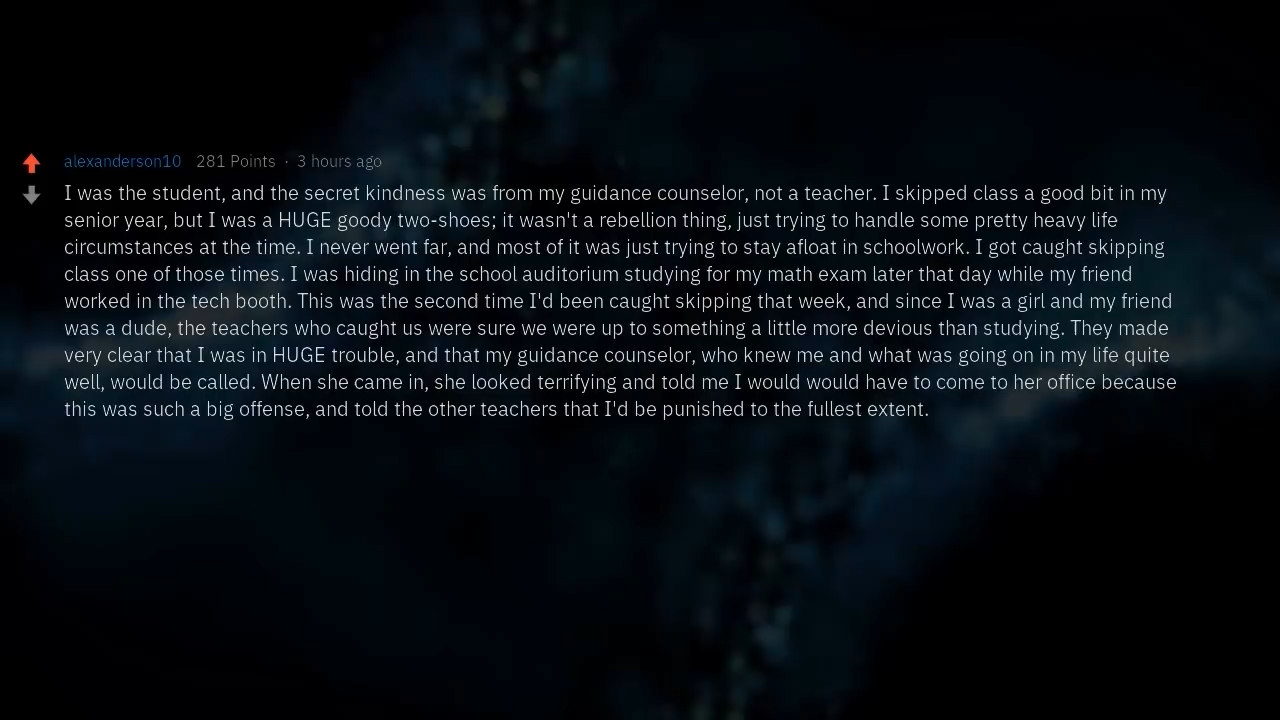 alexanderson10 281 Points · 3 hours ago
I was the student, and the secret kindness was from my guidance counselor, not a teacher. I skipped class a good bit in my
senior year, but I was a HUGE goody two-shoes; it wasn't a rebellion thing, just trying to handle some pretty heavy life
circumstances at the time. I never went far, and most of it was just trying to stay afloat in schoolwork. I got caught skipping
class one of those times. I was hiding in the school auditorium studying for my math exam later that day while my friend
worked in the tech booth. This was the second time I'd been caught skipping that week, and since I was a girl and my friend
was a dude, the teachers who caught us were sure we were up to something a little more devious than studying. They made
very clear that I was in HUGE trouble, and that my guidance counselor, who knew me and what was going on in my life quite
well, would be called. When she came in, she looked terrifying and told me I would would have to come to her office because
this was such a big offense, and told the other teachers that I'd be punished to the fullest extent.